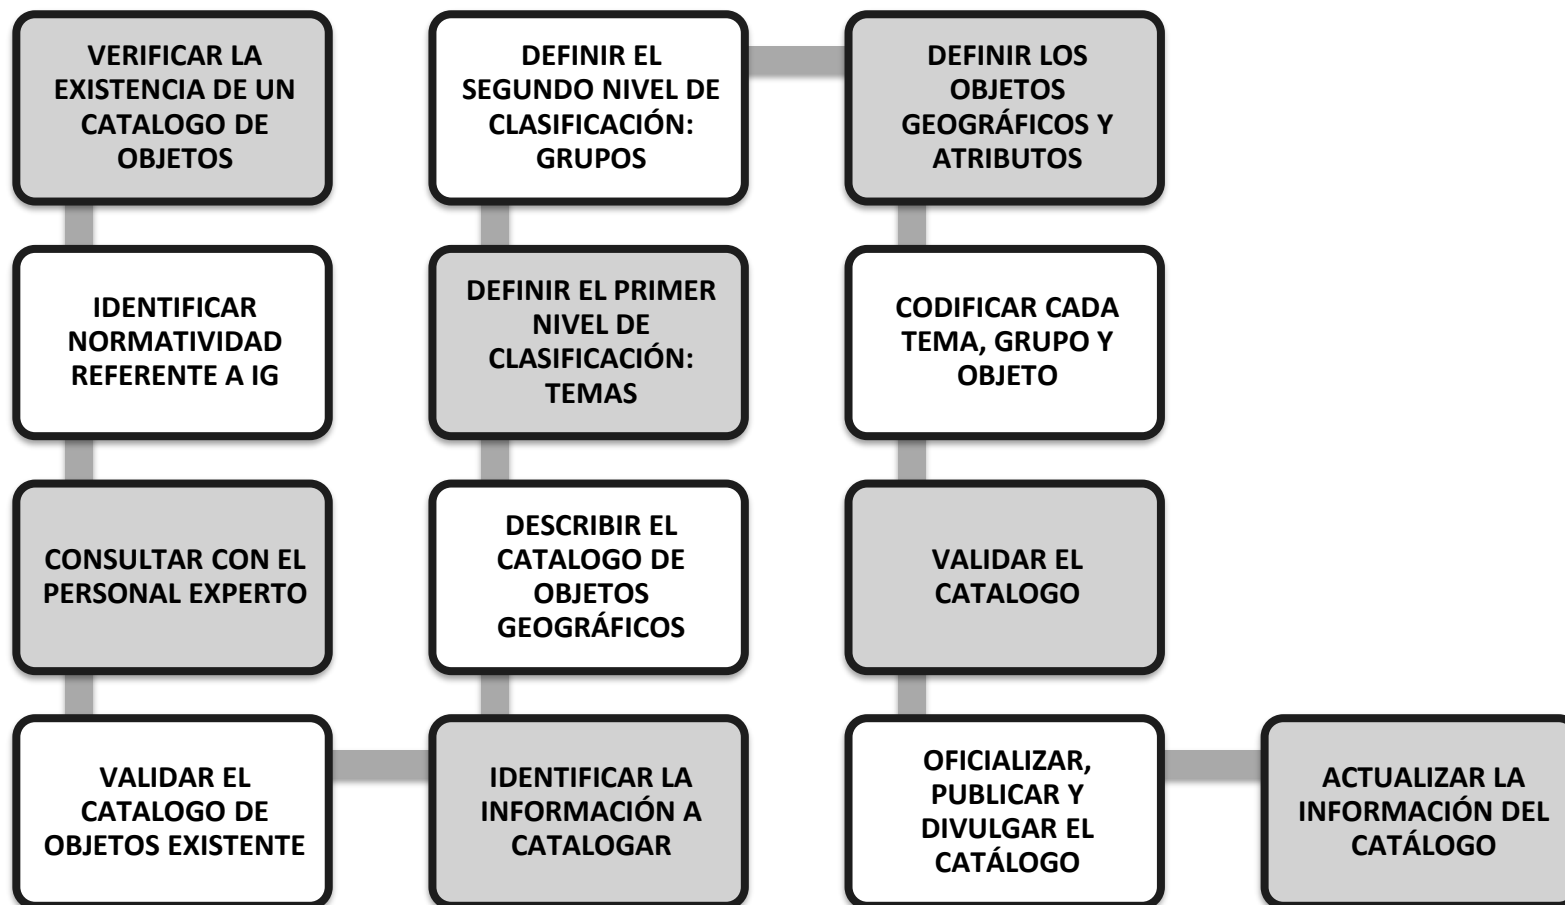 VERIFICAR LA
EXISTENCIA DE UN
CATALOGO DE
OBJETOS
IDENTIFICAR
NORMATIVIDAD
REFERENTE A IG
CONSULTAR CON EL
PERSONAL EXPERTO
VALIDAR EL
CATALOGO DE
OBJETOS EXISTENTE
IDENTIFICAR LA
INFORMACIÓN A
CATALOGAR
DESCRIBIR EL
CATALOGO DE
OBJETOS
GEOGRÁFICOS
DEFINIR EL PRIMER
NIVEL DE
CLASIFICACIÓN:
TEMAS
DEFINIR EL
SEGUNDO NIVEL DE
CLASIFICACIÓN:
GRUPOS
DEFINIR LOS
OBJETOS
GEOGRÁFICOS Y
ATRIBUTOS
CODIFICAR CADA
TEMA, GRUPO Y
OBJETO
VALIDAR EL
CATALOGO
OFICIALIZAR,
PUBLICAR Y
DIVULGAR EL
CATÁLOGO
ACTUALIZAR LA
INFORMACIÓN DEL
CATÁLOGO